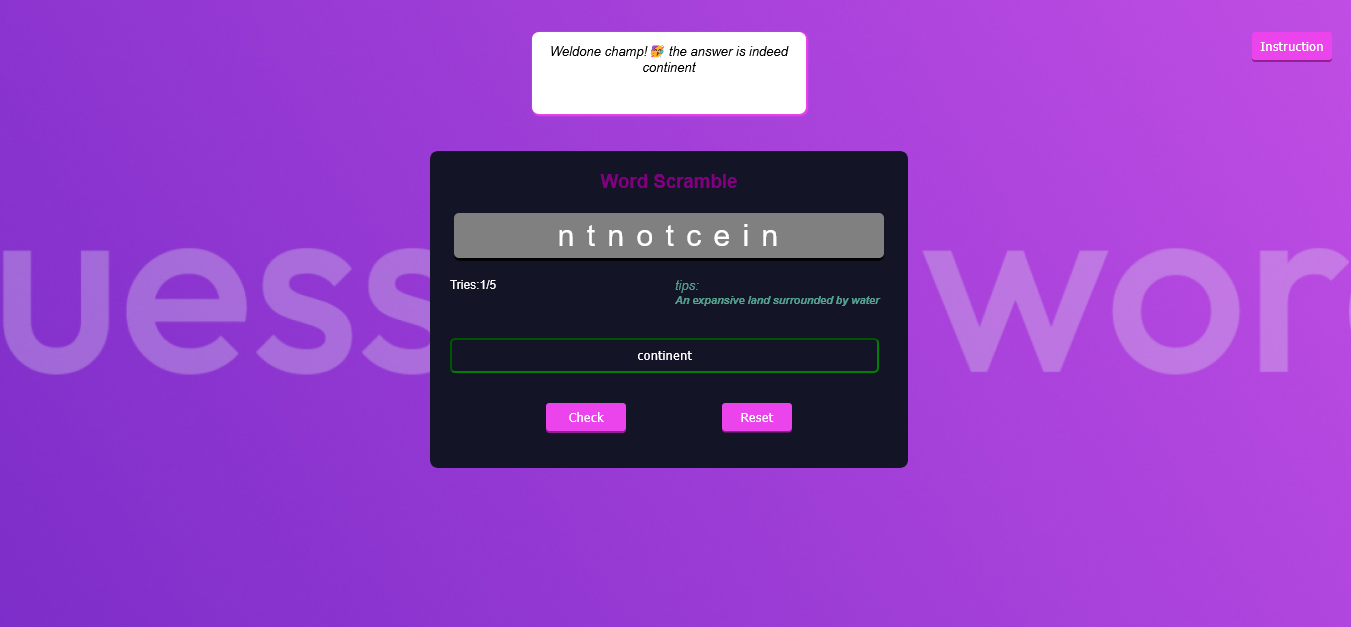 Weldone champ! 🎉 the answer is indeed
continent
Instruction
Word Scramble
n t n o t c e i n
Tries:1/5
tips:
An expansive land surrounded by water
uess
wor
continent
Check
Reset